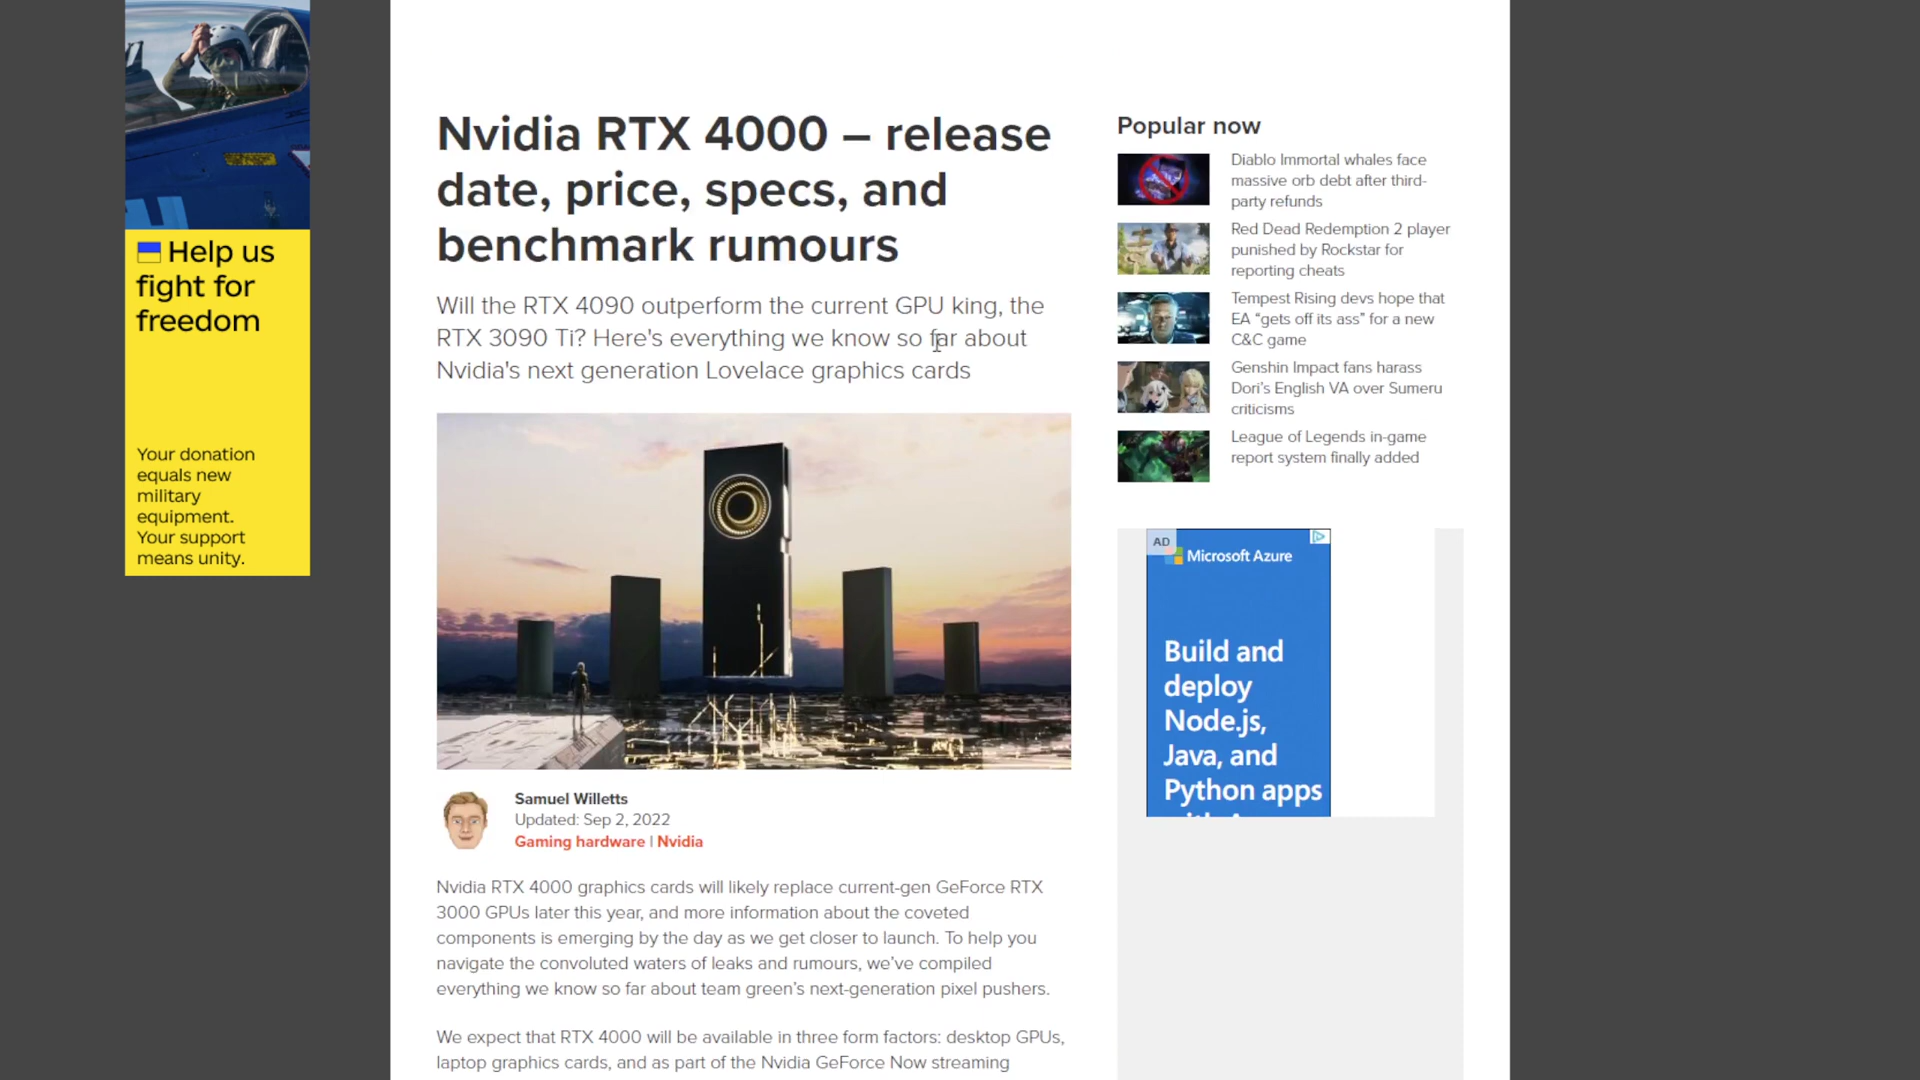 Help us
fight for
freedom
Your donation
equals new
military
equipment.
Your support
means unity.
Nvidia RTX 4000 – release
date, price, specs, and
benchmark rumours
Will the RTX 4090 outperform the current GPU king, the
RTX 3090 Ti? Here's everything we know so far about
Nvidia's next generation Lovelace graphics cards
Samuel Willetts
Updated: Sep 2, 2022
Gaming hardware | Nvidia
Nvidia RTX 4000 graphics cards will likely replace current-gen GeForce RTX
3000 GPUs later this year, and more information about the coveted
components is emerging by the day as we get closer to launch. To help you
navigate the convoluted waters of leaks and rumours, we’ve compiled
everything we know so far about team green’s next-generation pixel pushers.
We expect that RTX 4000 will be available in three form factors: desktop GPUs,
laptop graphics cards, and as part of the Nvidia GeForce Now streaming
Popular now
Diablo Immortal whales face
massive orb debt after third-
party refunds
Red Dead Redemption 2 player
punished by Rockstar for
reporting cheats
Tempest Rising devs hope that
EA “gets off its ass” for a new
C&C game
Genshin Impact fans harass
Dori’s English VA over Sumeru
criticisms
League of Legends in-game
report system finally added
AD
Microsoft Azure
Build and
deploy
Node.js,
Java, and
Python apps